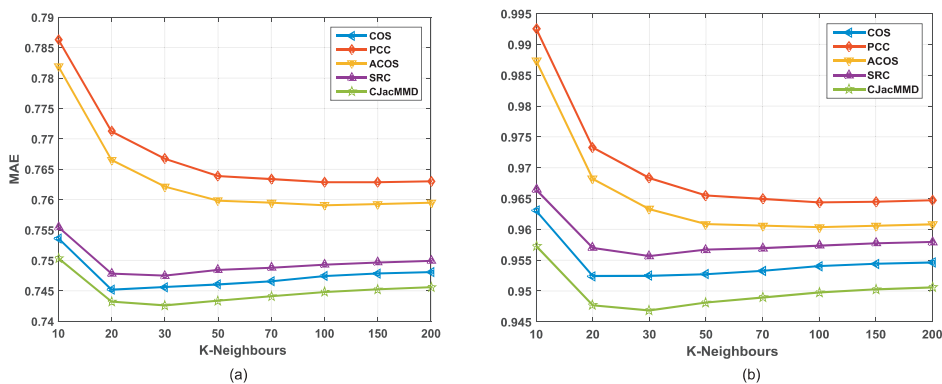 0.79
0.785
0.78
0.775
0.77
0.765
0.76
0.755
0.75
0.745
0.74
MAE
10 20 30 50 70 100 150 200
K-Neighbours
COS
PCC
ACOS
SRC
CJacMMD
(a)
0.995
0.99
0.985
0.98
0.975
0.97
0.965
0.96
0.955
0.95
0.945
10 20 30 50 70 100 150 200
K-Neighbours
COS
PCC
ACOS
SRC
CJacMMD
(b)